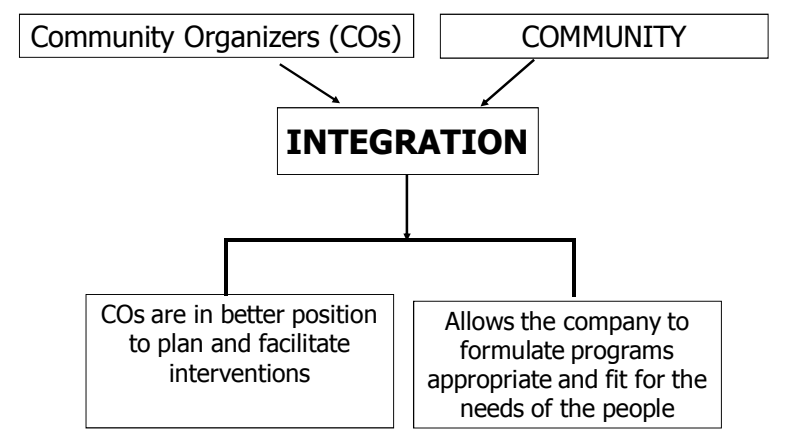 Community Organizers (COs)
COMMUNITY
INTEGRATION
COs are in better position
to plan and facilitate
interventions
Allows the company to
formulate programs
appropriate and fit for the
needs of the people